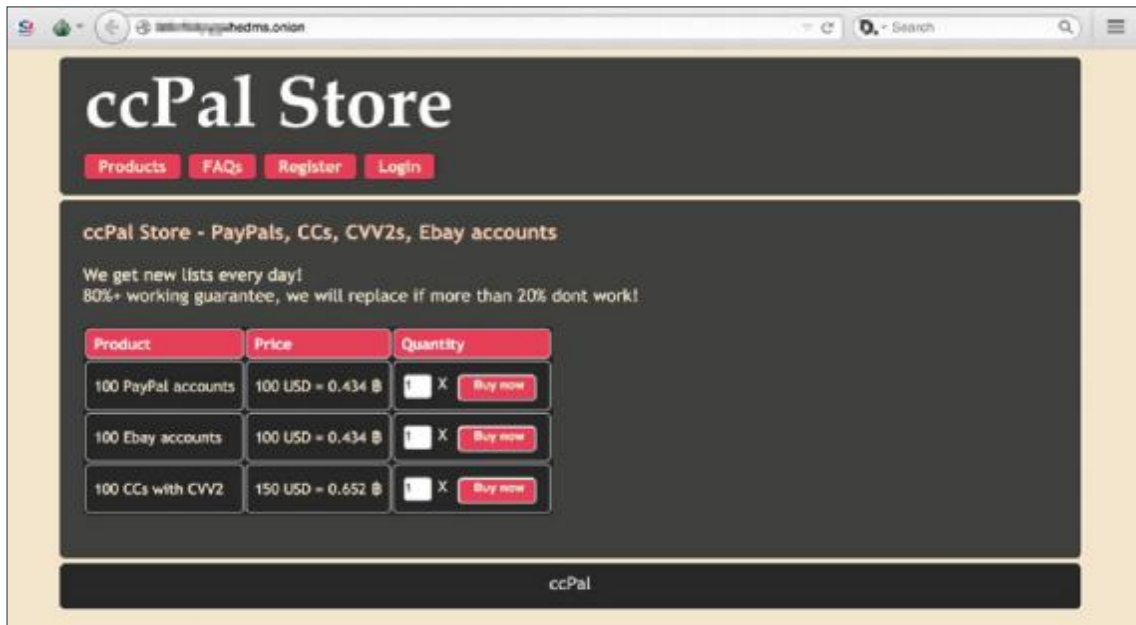 hedms.onion
Search
ccPal Store
Products FAQs Register Login
ccPal Store - PayPals, CCs, CVV2s, Ebay accounts
We get new lists every day!
80%+ working guarantee, we will replace if more than 20% dont work!
Product Price Quantity
100 PayPal accounts 100 USD = 0.434 ฿ 1 X Buy now
100 Ebay accounts 100 USD = 0.434 ฿ 1 X Buy now
100 CCs with CVV2 150 USD = 0.652 ฿ 1 X Buy now
ccPal